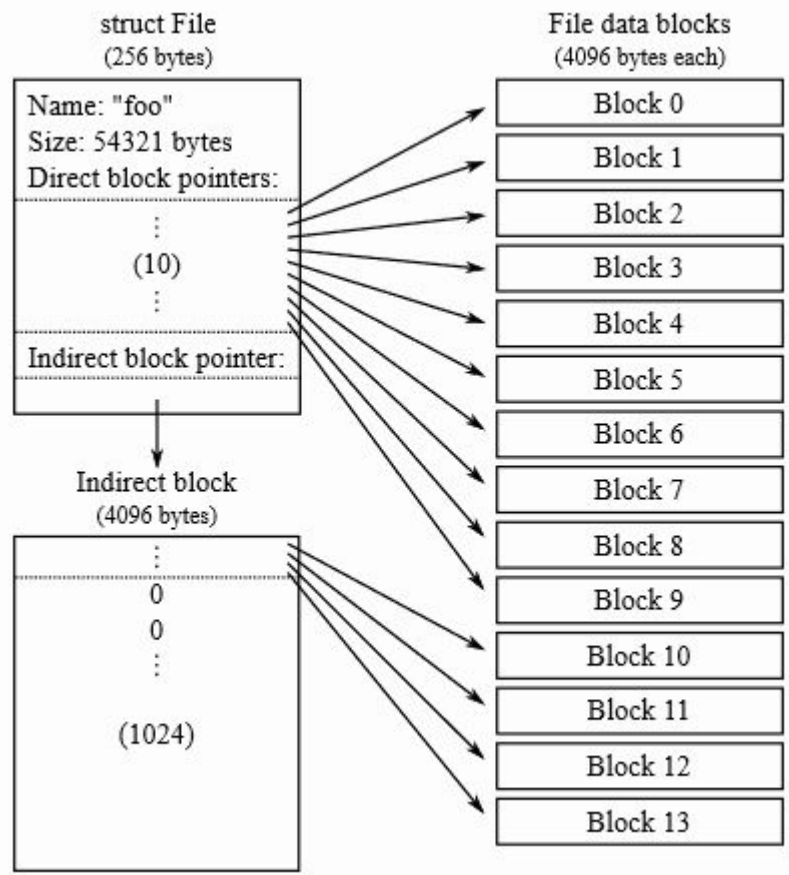 struct File
(256 bytes)
Name: "foo"
Size: 54321 bytes
Direct block pointers:
⋮
(10)
⋮
Indirect block pointer:
Indirect block
(4096 bytes)
⋮
0
0
⋮
(1024)
File data blocks
(4096 bytes each)
Block 0
Block 1
Block 2
Block 3
Block 4
Block 5
Block 6
Block 7
Block 8
Block 9
Block 10
Block 11
Block 12
Block 13